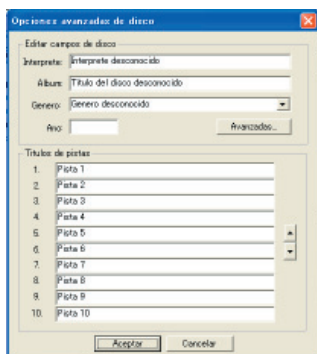 Opciones avanzadas de disco
Editar campos de disco
Interprete: Interprete desconocido
Album: Titulo del disco desconocido
Genero: Genero desconocido
Ano:
Avanzadas...
Titulos de pistas
1. Pista 1
2. Pista 2
3. Pista 3
4. Pista 4
5. Pista 5
6. Pista 6
7. Pista 7
8. Pista 8
9. Pista 9
10. Pista 10
Aceptar Cancelar